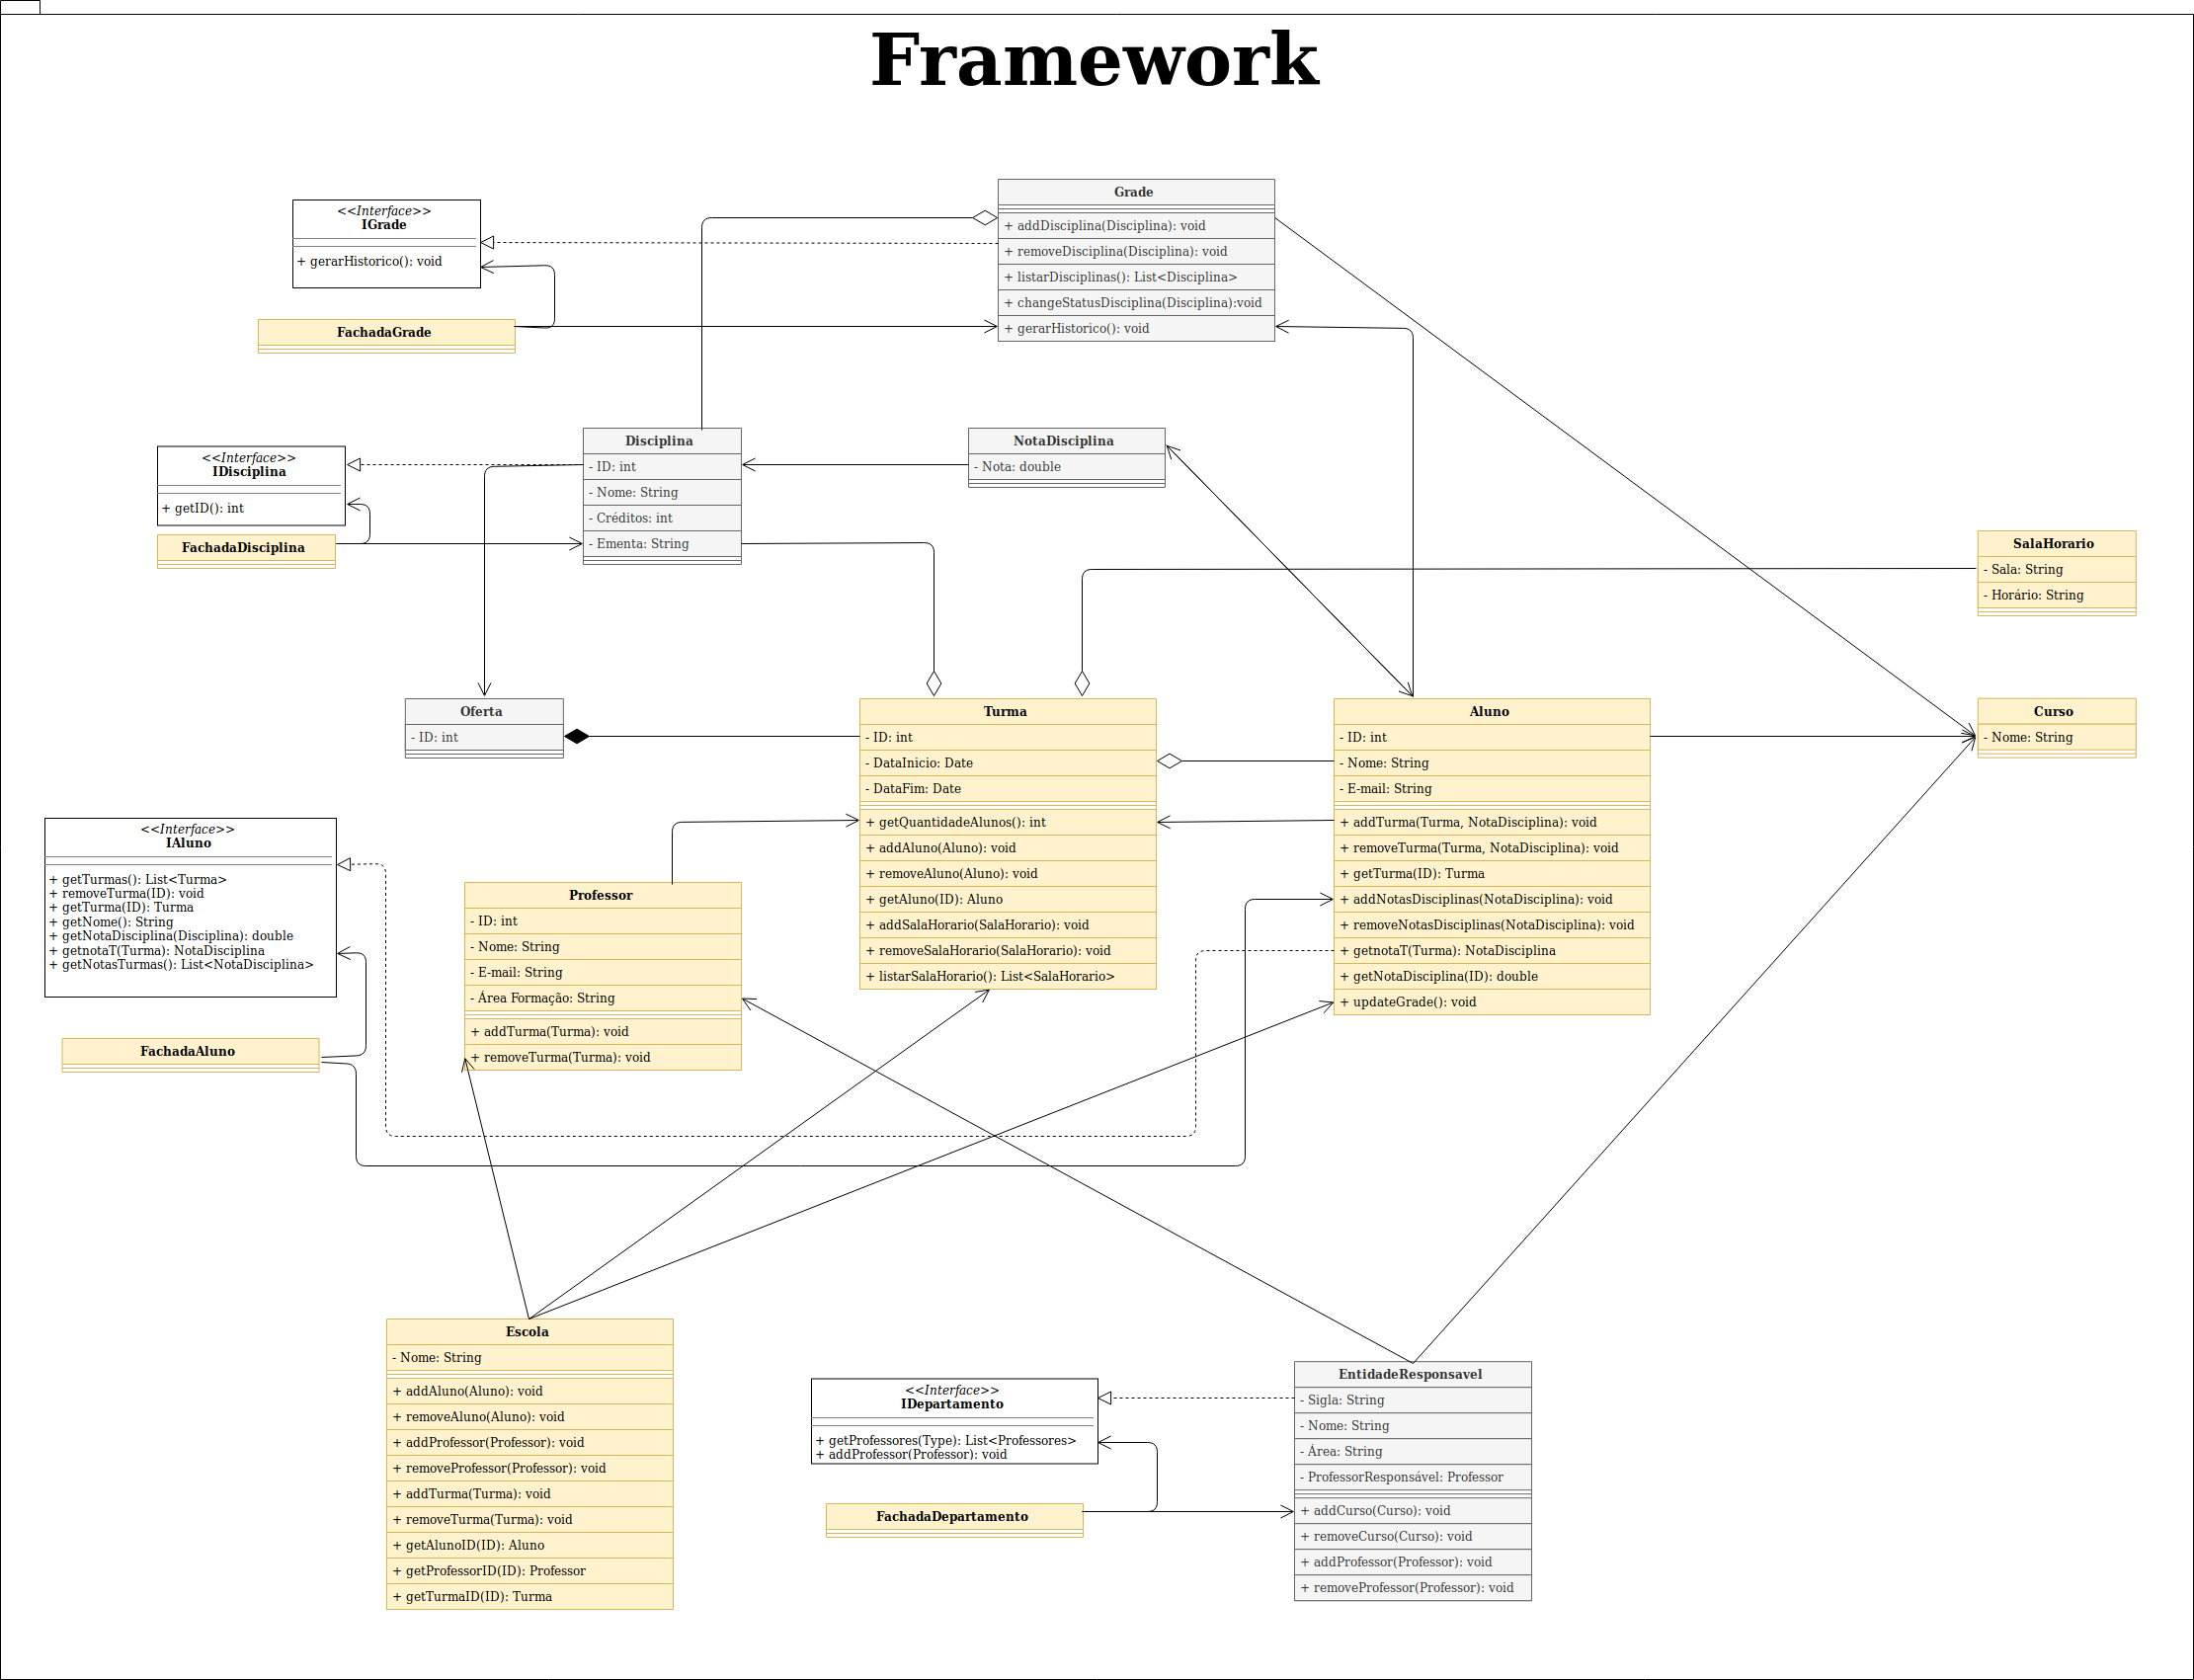 Framework
<<Interface>>
IGrade
+ gerarHistorico(): void
FachadaGrade
Grade
+ addDisciplina(Disciplina): void
+ removeDisciplina(Disciplina): void
+ listarDisciplinas(): List<Disciplina>
+ changeStatusDisciplina(Disciplina):void
+ gerarHistorico(): void
<<Interface>>
IDisciplina
+ getID(): int
FachadaDisciplina
Disciplina
- ID: int
- Nome: String
- Créditos: int
- Ementa: String
NotaDisciplina
- Nota: double
SalaHorario
- Sala: String
- Horário: String
Oferta
- ID: int
Turma
- ID: int
- DataInicio: Date
- DataFim: Date
+ getQuantidadeAlunos(): int
+ addAluno(Aluno): void
+ removeAluno(Aluno): void
+ getAluno(ID): Aluno
+ addSalaHorario(SalaHorario): void
+ removeSalaHorario(SalaHorario): void
+ listarSalaHorario(): List<SalaHorario>
Aluno
- ID: int
- Nome: String
- E-mail: String
+ addTurma(Turma, NotaDisciplina): void
+ removeTurma(Turma, NotaDisciplina): void
+ getTurma(ID): Turma
+ addNotasDisciplinas(NotaDisciplina): void
+ removeNotasDisciplinas(NotaDisciplina): void
+ getnotaT(Turma): NotaDisciplina
+ getNotaDisciplina(ID): double
+ updateGrade(): void
Curso
- Nome: String
<<Interface>>
IAluno
+ getTurmas(): List<Turma>
+ removeTurma(ID): void
+ getTurma(ID): Turma
+ getNome(): String
+ getNotaDisciplina(Disciplina): double
+ getnotaT(Turma): NotaDisciplina
+ getNotasTurmas(): List<NotaDisciplina>
FachadaAluno
Professor
- ID: int
- Nome: String
- E-mail: String
- Área Formação: String
+ addTurma(Turma): void
+ removeTurma(Turma): void
Escola
- Nome: String
+ addAluno(Aluno): void
+ removeAluno(Aluno): void
+ addProfessor(Professor): void
+ removeProfessor(Professor): void
+ addTurma(Turma): void
+ removeTurma(Turma): void
+ getAlunoID(ID): Aluno
+ getProfessorID(ID): Professor
+ getTurmaID(ID): Turma
<<Interface>>
IDepartamento
+ getProfessores(Type): List<Professores>
+ addProfessor(Professor): void
FachadaDepartamento
EntidadeResponsavel
- Sigla: String
- Nome: String
- Área: String
- ProfessorResponsável: Professor
+ addCurso(Curso): void
+ removeCurso(Curso): void
+ addProfessor(Professor): void
+ removeProfessor(Professor): void